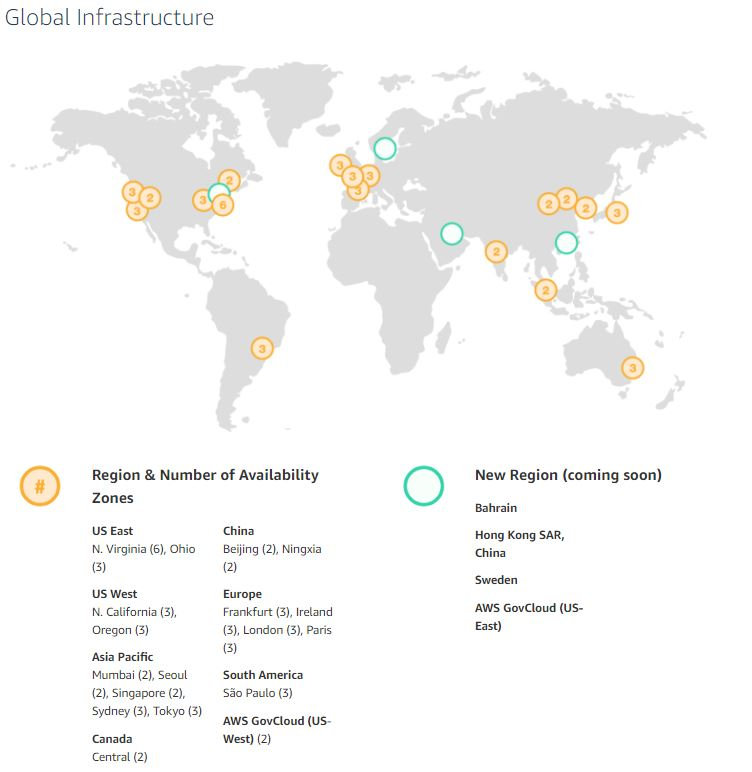 Global Infrastructure
2
3
2
3
3
6
3
3
3
3
2
2
2
3
2
2
3
3
#
Region & Number of Availability
Zones
US East
N. Virginia (6), Ohio
(3)
US West
N. California (3),
Oregon (3)
Asia Pacific
Mumbai (2), Seoul
(2), Singapore (2),
Sydney (3), Tokyo (3)
Canada
Central (2)
China
Beijing (2), Ningxia
(2)
Europe
Frankfurt (3), Ireland
(3), London (3), Paris
(3)
South America
São Paulo (3)
AWS GovCloud (US-
West) (2)
New Region (coming soon)
Bahrain
Hong Kong SAR,
China
Sweden
AWS GovCloud (US-
East)